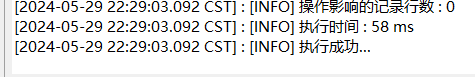 [2024-05-29 22:29:03.092 CST] : [INFO] 操作影响的记录行数 : 0
[2024-05-29 22:29:03.092 CST] : [INFO] 执行时间 : 58 ms
[2024-05-29 22:29:03.092 CST] : [INFO] 执行成功...